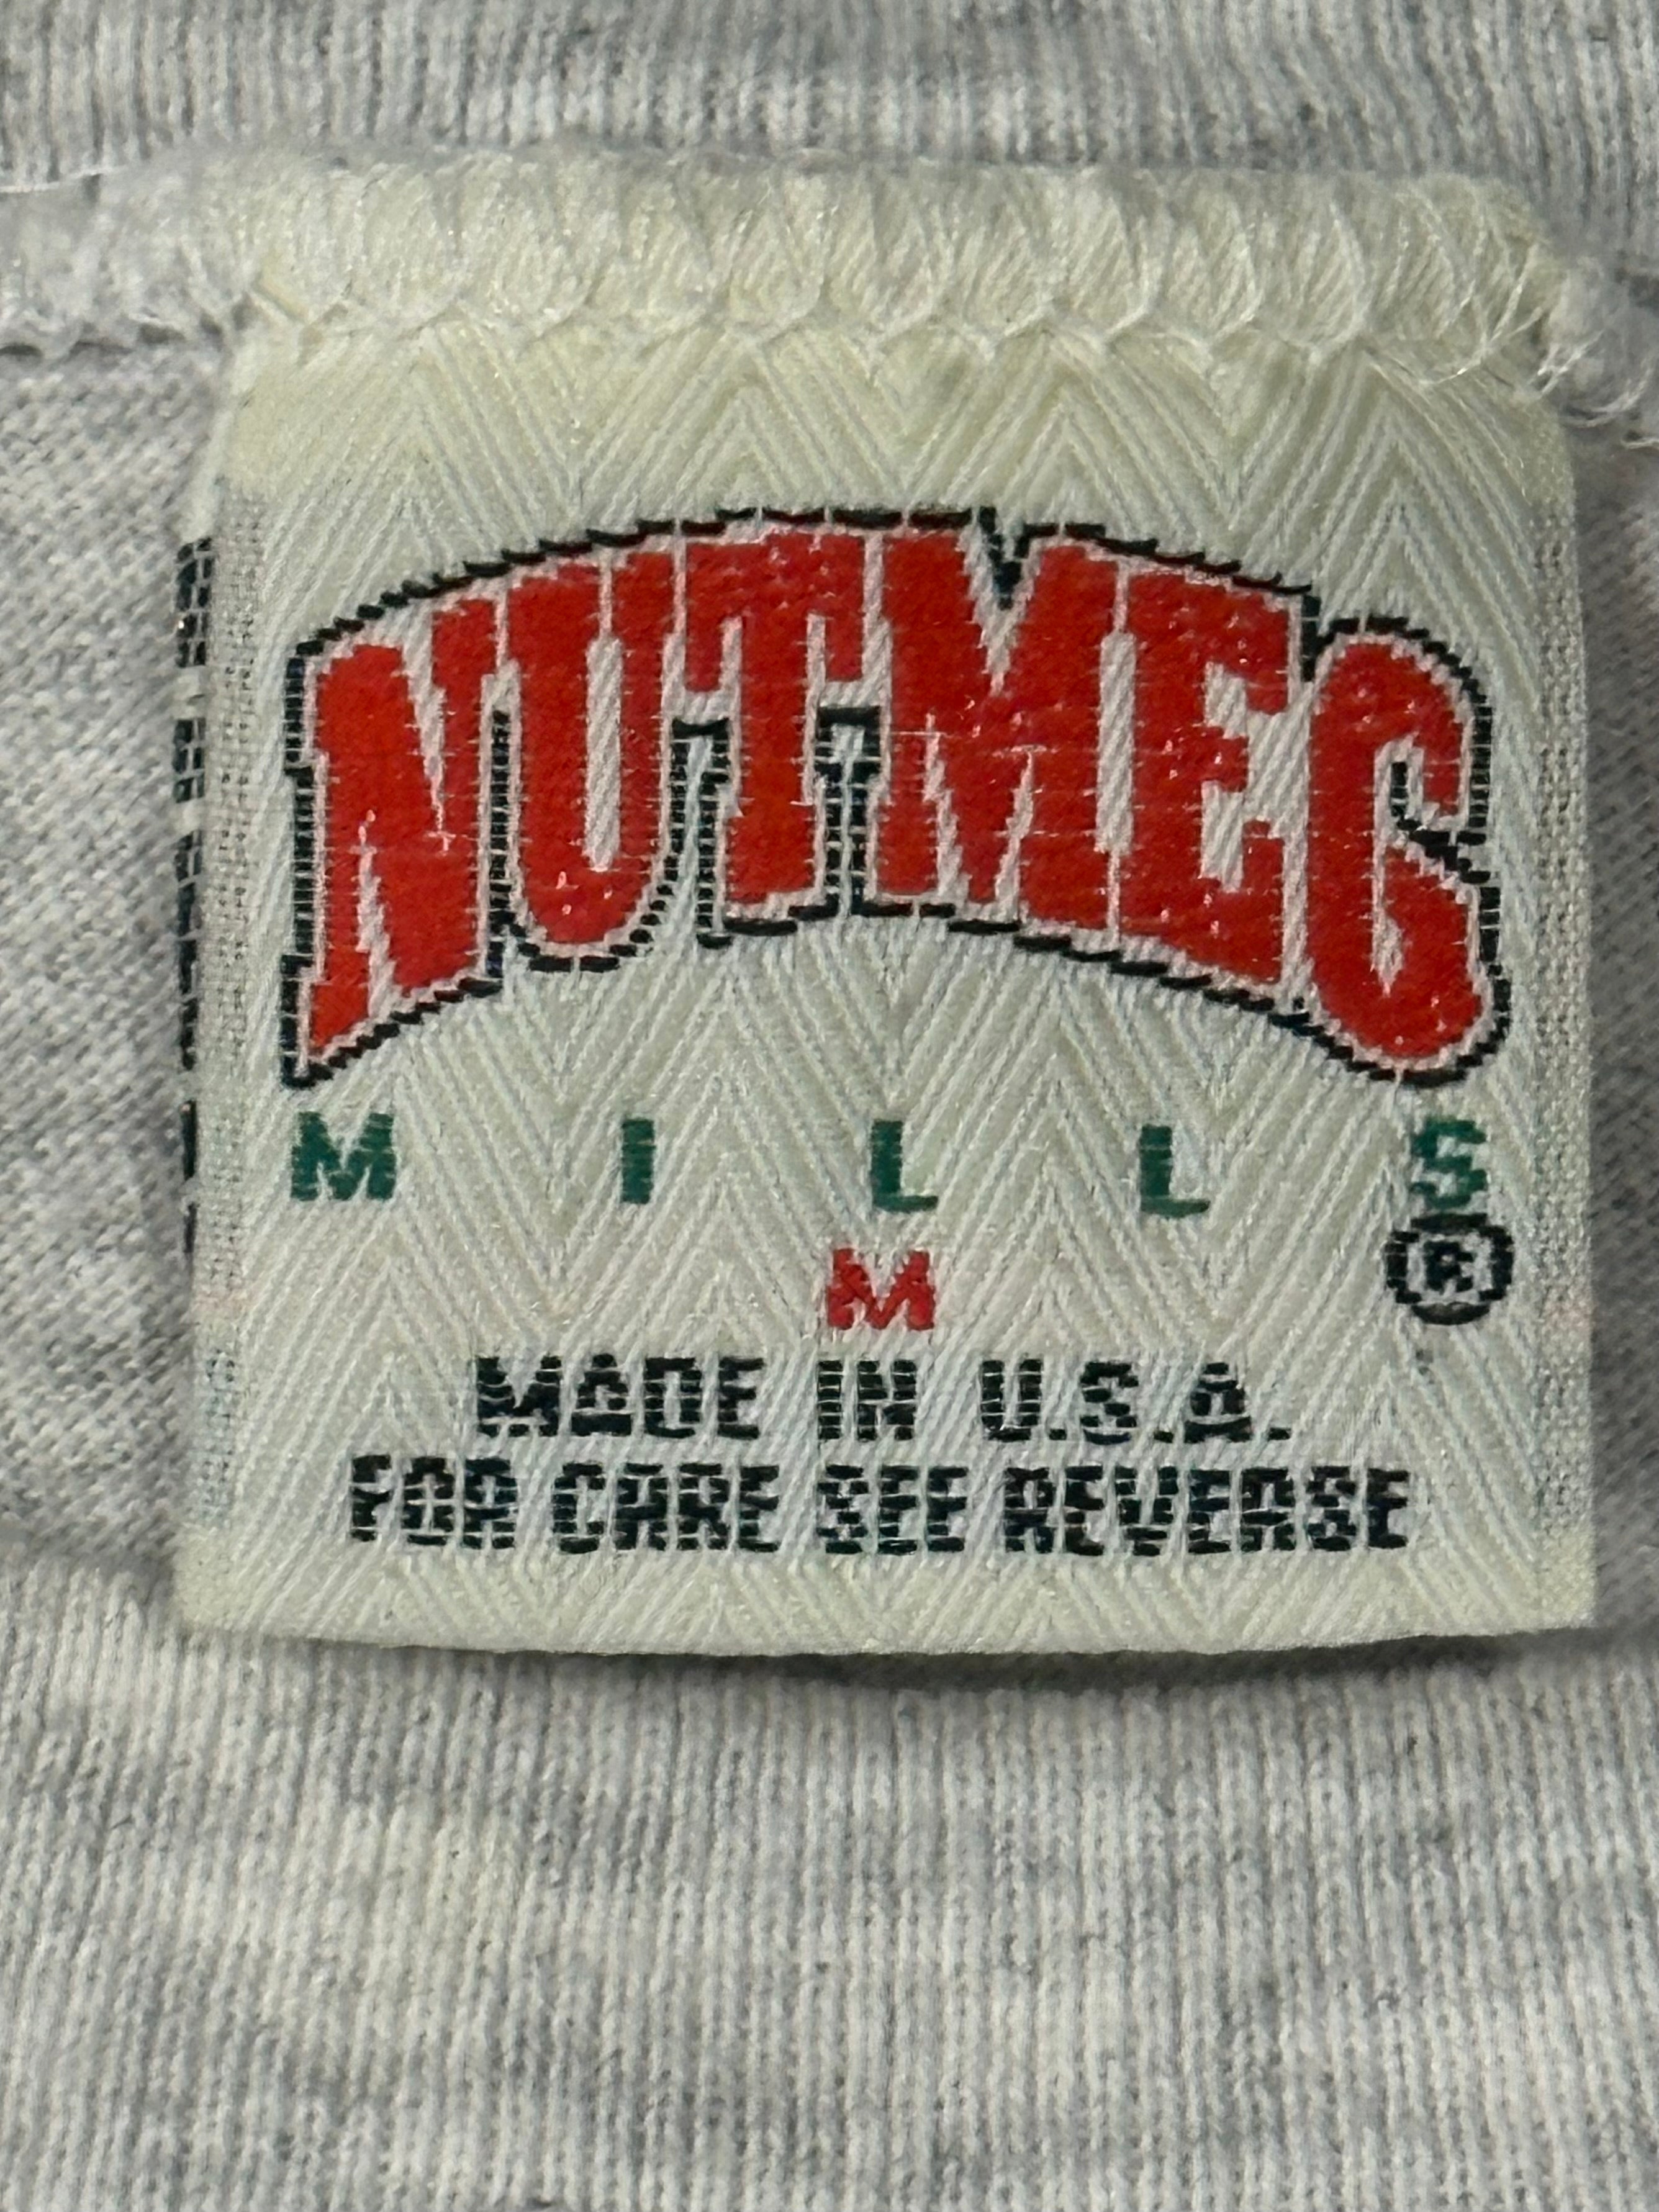 NUTMEG
MILLS
®
M
MADE IN U.S.A.
FOR CARE SEE REVERSE